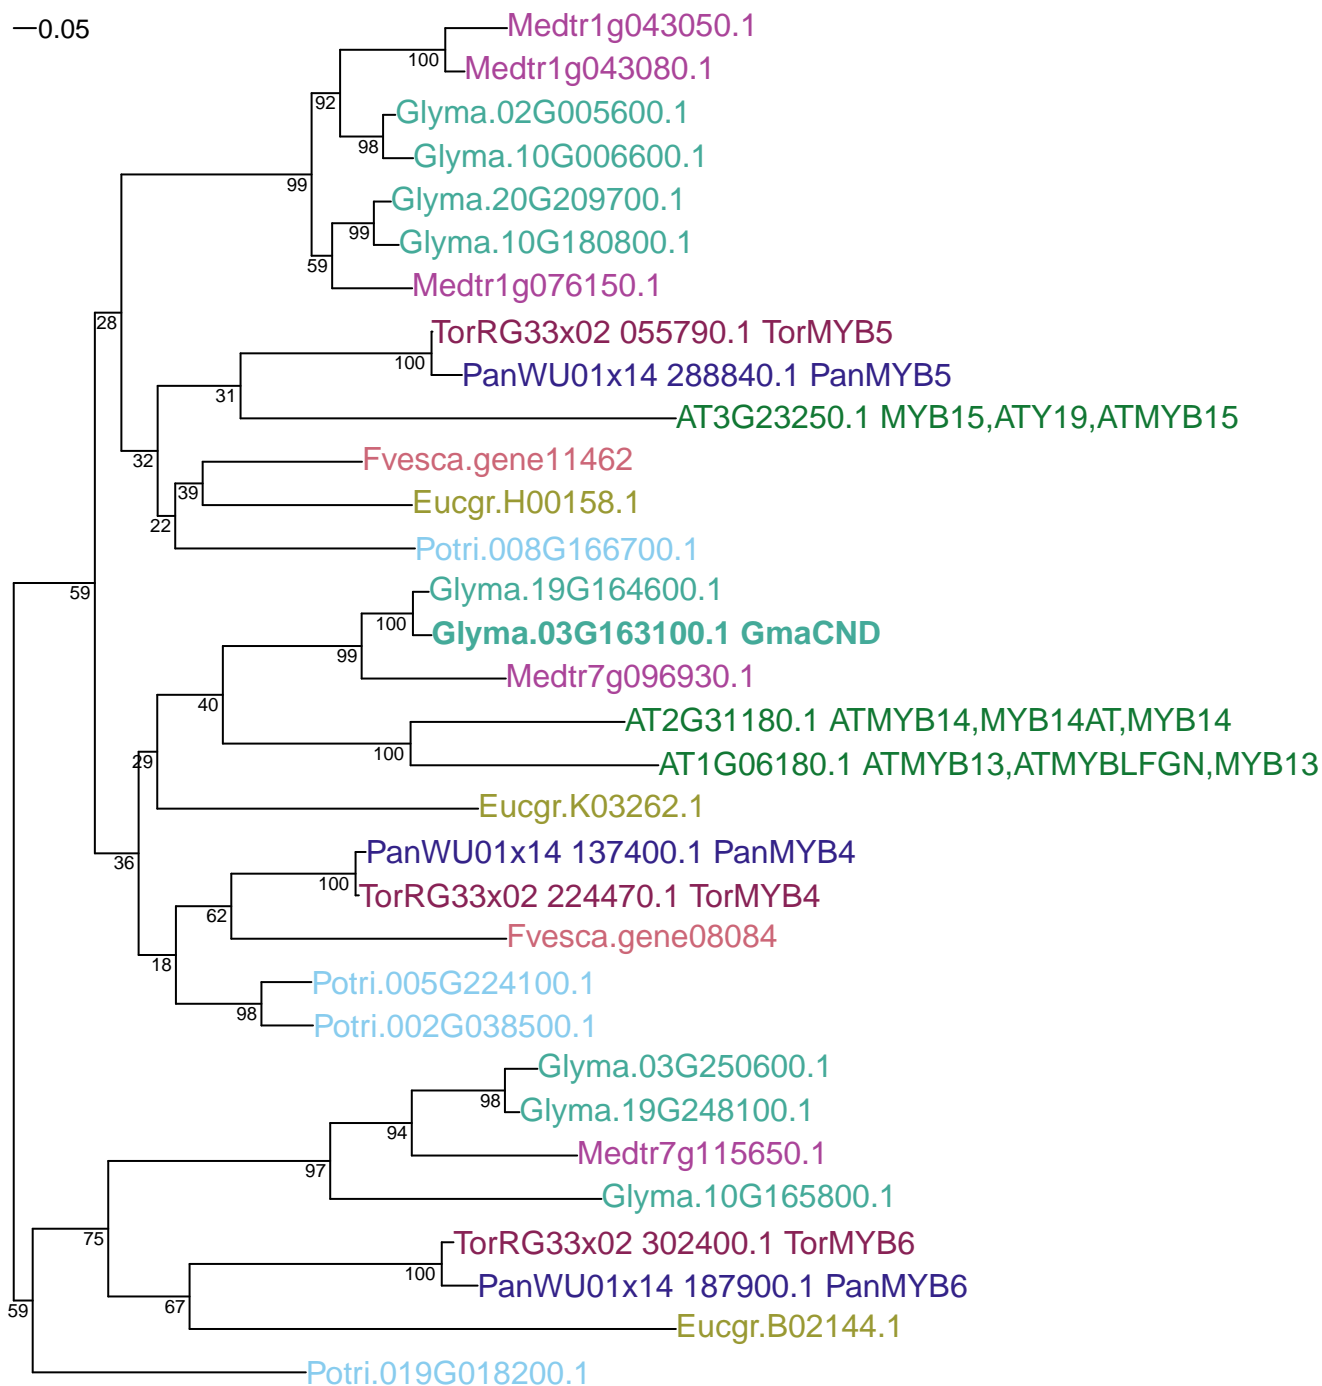 0.05
Medtr1g043050.1
100
Medtr1g043080.1
92
Glyma.02G005600.1
98
Glyma.10G006600.1
99
Glyma.20G209700.1
99
Glyma.10G180800.1
59
Medtr1g076150.1
28
TorRG33x02 055790.1 TorMYB5
100
PanWU01x14 288840.1 PanMYB5
31
AT3G23250.1 MYB15,ATY19,ATMYB15
32
Fvesca.gene11462
39
Eucgr.H00158.1
22
Potri.008G166700.1
59
Glyma.19G164600.1
100
Glyma.03G163100.1 GmaCND
99
Medtr7g096930.1
40
AT2G31180.1 ATMYB14,MYB14AT,MYB14
100
AT1G06180.1 ATMYB13,ATMYBLFGN,MYB13
29
Eucgr.K03262.1
36
PanWU01x14 137400.1 PanMYB4
100
TorRG33x02 224470.1 TorMYB4
62
Fvesca.gene08084
18
Potri.005G224100.1
98
Potri.002G038500.1
Glyma.03G250600.1
98
Glyma.19G248100.1
94
Medtr7g115650.1
97
Glyma.10G165800.1
75
TorRG33x02 302400.1 TorMYB6
100
PanWU01x14 187900.1 PanMYB6
67
Eucgr.B02144.1
59
Potri.019G018200.1